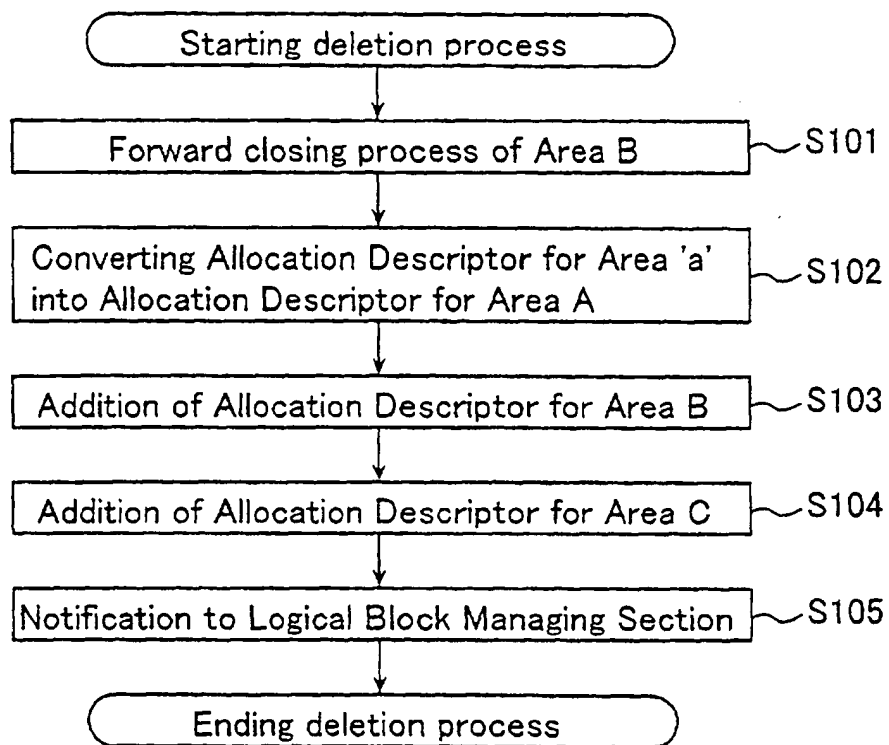 Starting deletion process
Forward closing process of Area B
S101
Converting Allocation Descriptor for Area 'a'
into Allocation Descriptor for Area A
S102
Addition of Allocation Descriptor for Area B
S103
Addition of Allocation Descriptor for Area C
S104
Notification to Logical Block Managing Section
S105
Ending deletion process